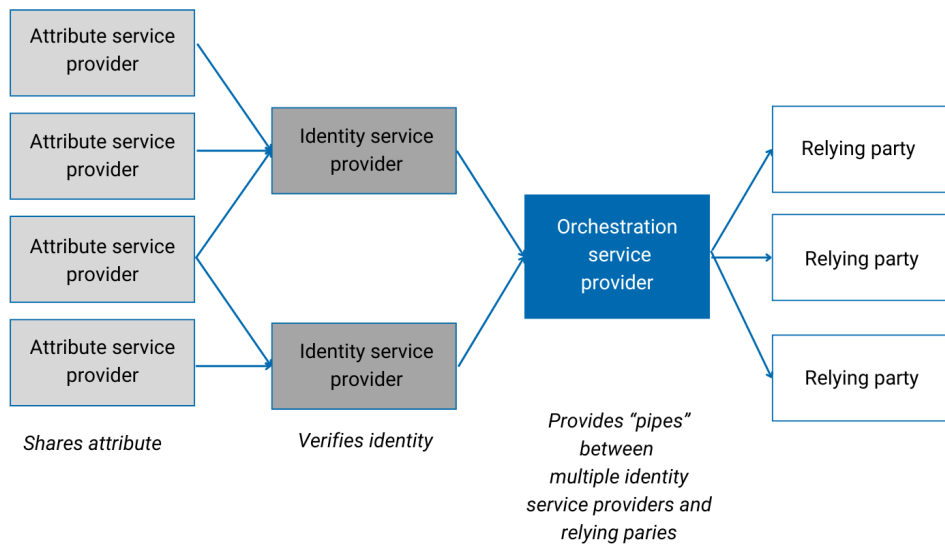 Attribute service
provider
Attribute service
provider
Attribute service
provider
Attribute service
provider
Shares attribute
Identity service
provider
Identity service
provider
Verifies identity
Orchestration
service
provider
Provides “pipes”
between
multiple identity
service providers and
relying paries
Relying party
Relying party
Relying party